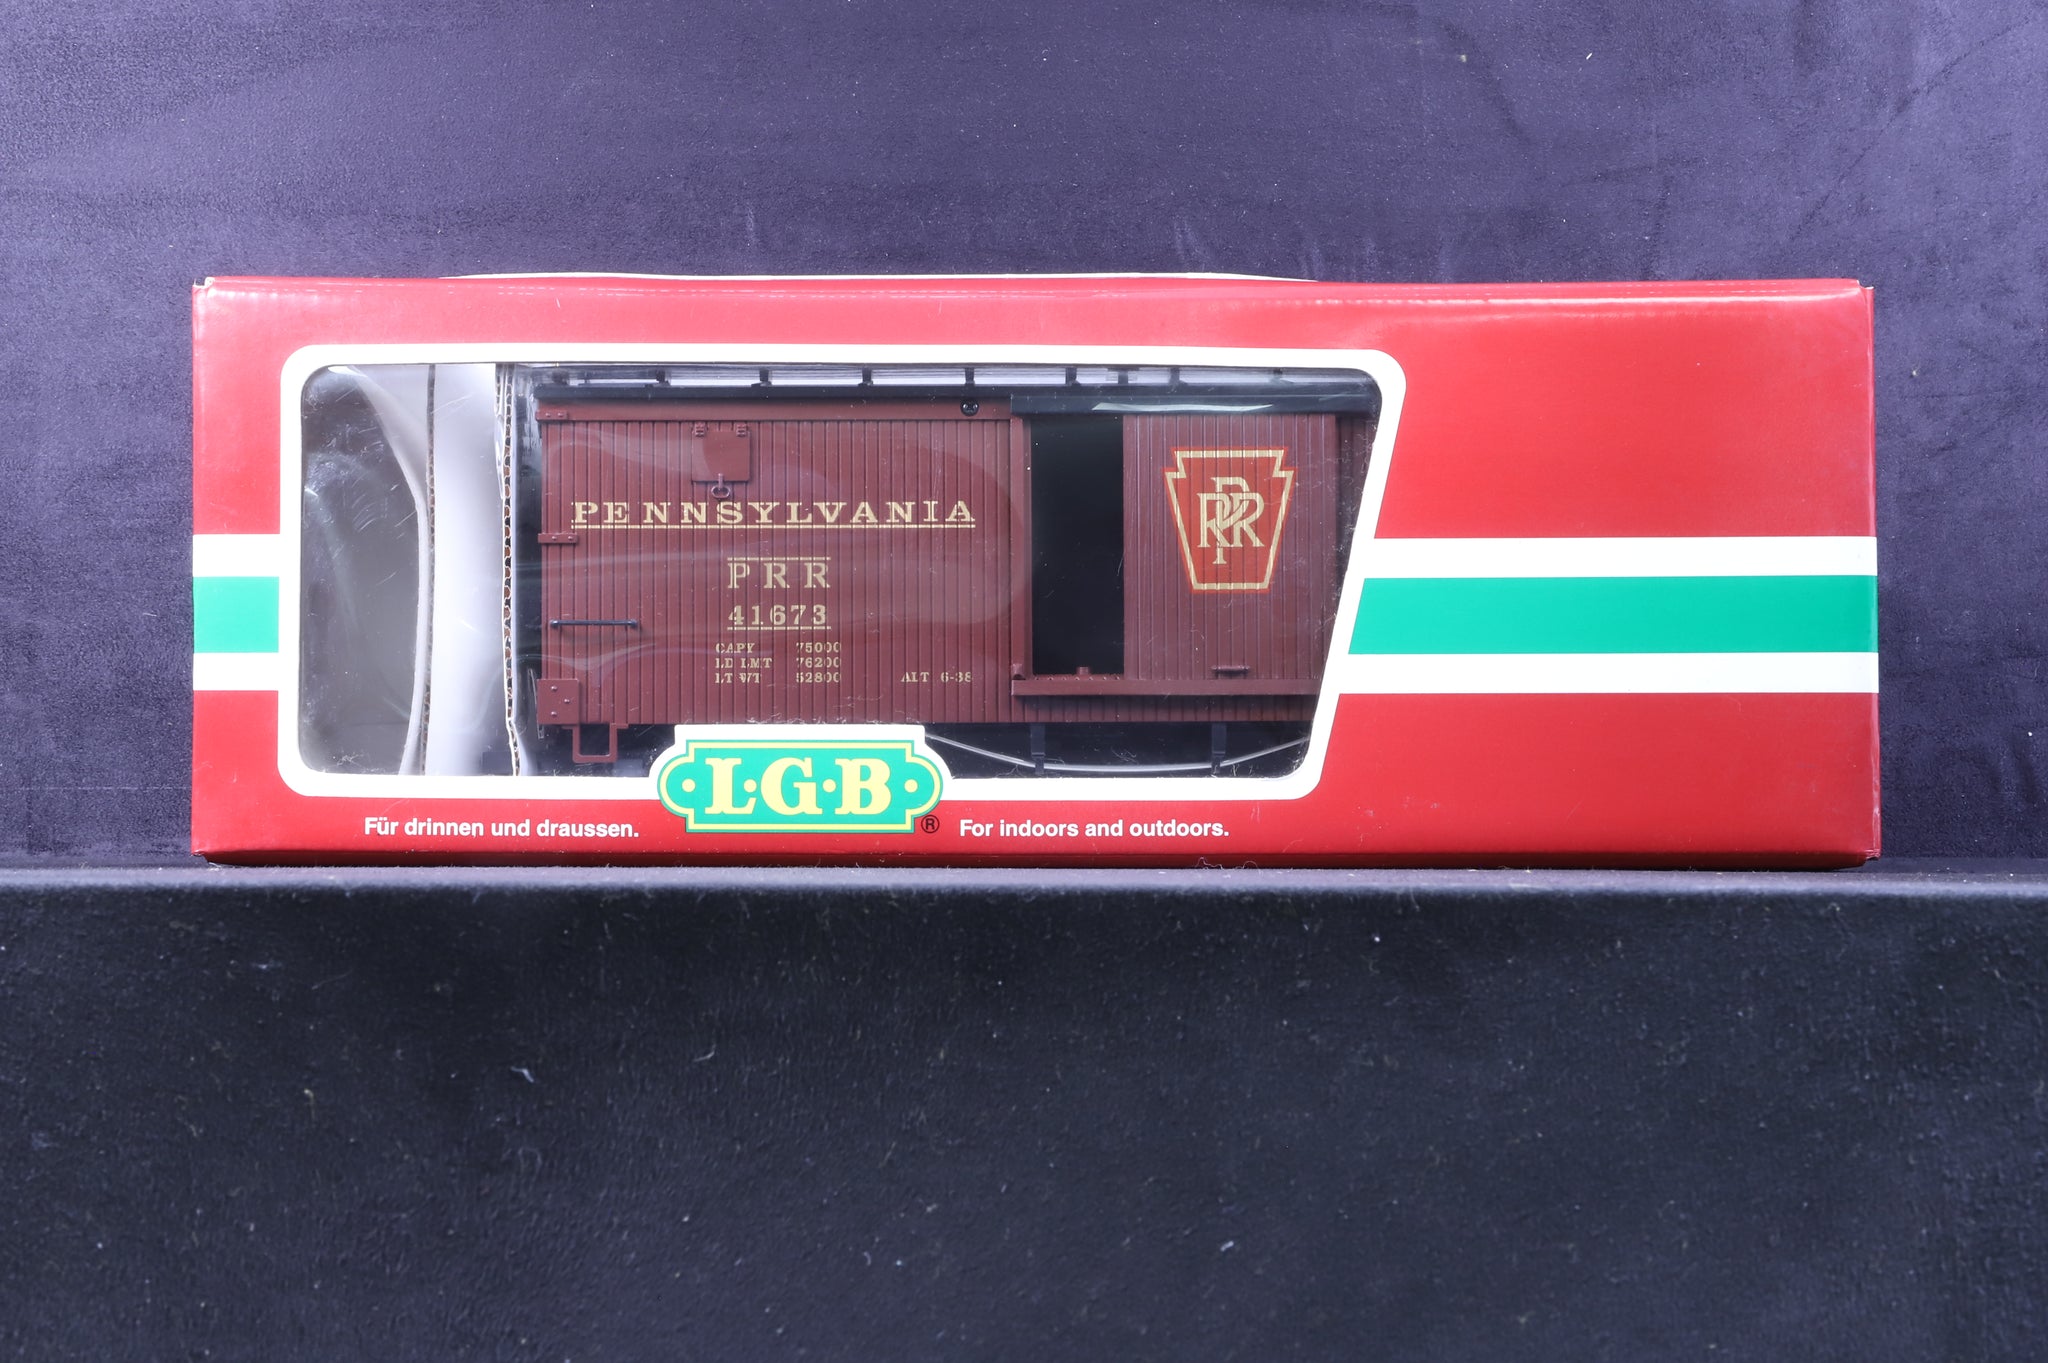 PENNSYLVANIA
PRR
41673
CAPY 75000
LD LMT 76200
LT WT 52800
ALT 6-38
PRR
L·G·B®
Für drinnen und draussen.
For indoors and outdoors.